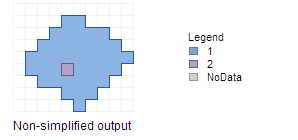 Legend
1
2
NoData
Non-simplified output